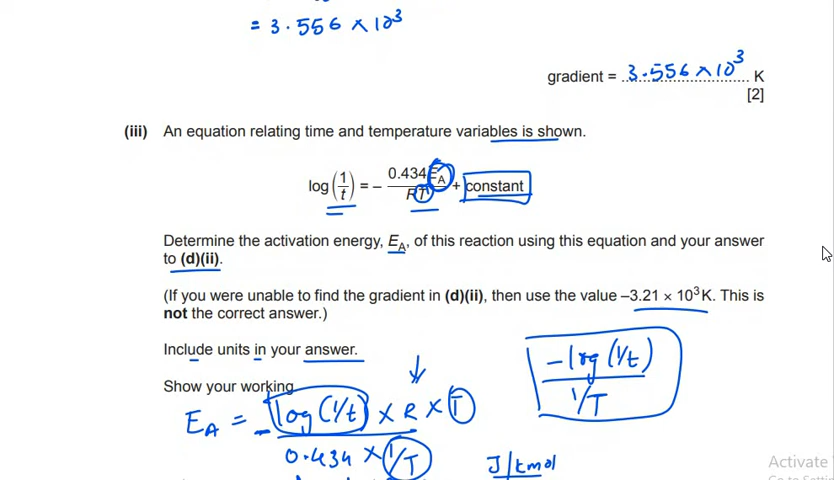 = 3.556 × 10³
gradient = 3.556 × 10³ K
[2]
(iii) An equation relating time and temperature variables is shown.
log(1/t) = – 0.434E_A/RT + constant
Determine the activation energy, E_A, of this reaction using this equation and your answer
to (d)(ii).
(If you were unable to find the gradient in (d)(ii), then use the value –3.21 × 10³ K. This is
not the correct answer.)
Include units in your answer.
–log(1/t)
1/T
Show your working
E_A = –log(1/t) × R × T
0.434 × 1/T
J/kmol
Activate